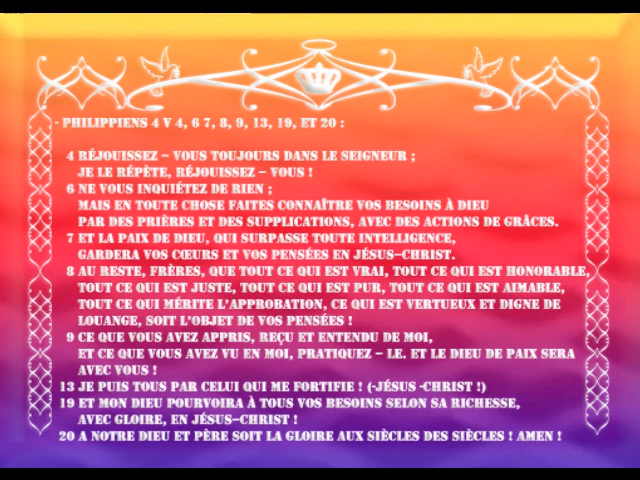 - PHILIPPIENS 4 V 4, 6 7, 8, 9, 13, 19, ET 20 :
4 RÉJOUISSEZ – VOUS TOUJOURS DANS LE SEIGNEUR ;
JE LE RÉPÈTE, RÉJOUISSEZ – VOUS !
6 NE VOUS INQUIÉTEZ DE RIEN ;
MAIS EN TOUTE CHOSE FAITES CONNAÎTRE VOS BESOINS À DIEU
PAR DES PRIÈRES ET DES SUPPLICATIONS, AVEC DES ACTIONS DE GRÂCES.
7 ET LA PAIX DE DIEU, QUI SURPASSE TOUTE INTELLIGENCE,
GARDERA VOS CŒURS ET VOS PENSÉES EN JÉSUS–CHRIST.
8 AU RESTE, FRÈRES, QUE TOUT CE QUI EST VRAI, TOUT CE QUI EST HONORABLE,
TOUT CE QUI EST JUSTE, TOUT CE QUI EST PUR, TOUT CE QUI EST AIMABLE,
TOUT CE QUI MÉRITE L'APPROBATION, CE QUI EST VERTUEUX ET DIGNE DE
LOUANGE, SOIT L'OBJET DE VOS PENSÉES !
9 CE QUE VOUS AVEZ APPRIS, REÇU ET ENTENDU DE MOI,
ET CE QUE VOUS AVEZ VU EN MOI, PRATIQUEZ – LE. ET LE DIEU DE PAIX SERA
AVEC VOUS !
13 JE PUIS TOUS PAR CELUI QUI ME FORTIFIE ! (-JÉSUS -CHRIST !)
19 ET MON DIEU POURVOIRA À TOUS VOS BESOINS SELON SA RICHESSE,
AVEC GLOIRE, EN JÉSUS–CHRIST !
20 A NOTRE DIEU ET PÈRE SOIT LA GLOIRE AUX SIÈCLES DES SIÈCLES ! AMEN !